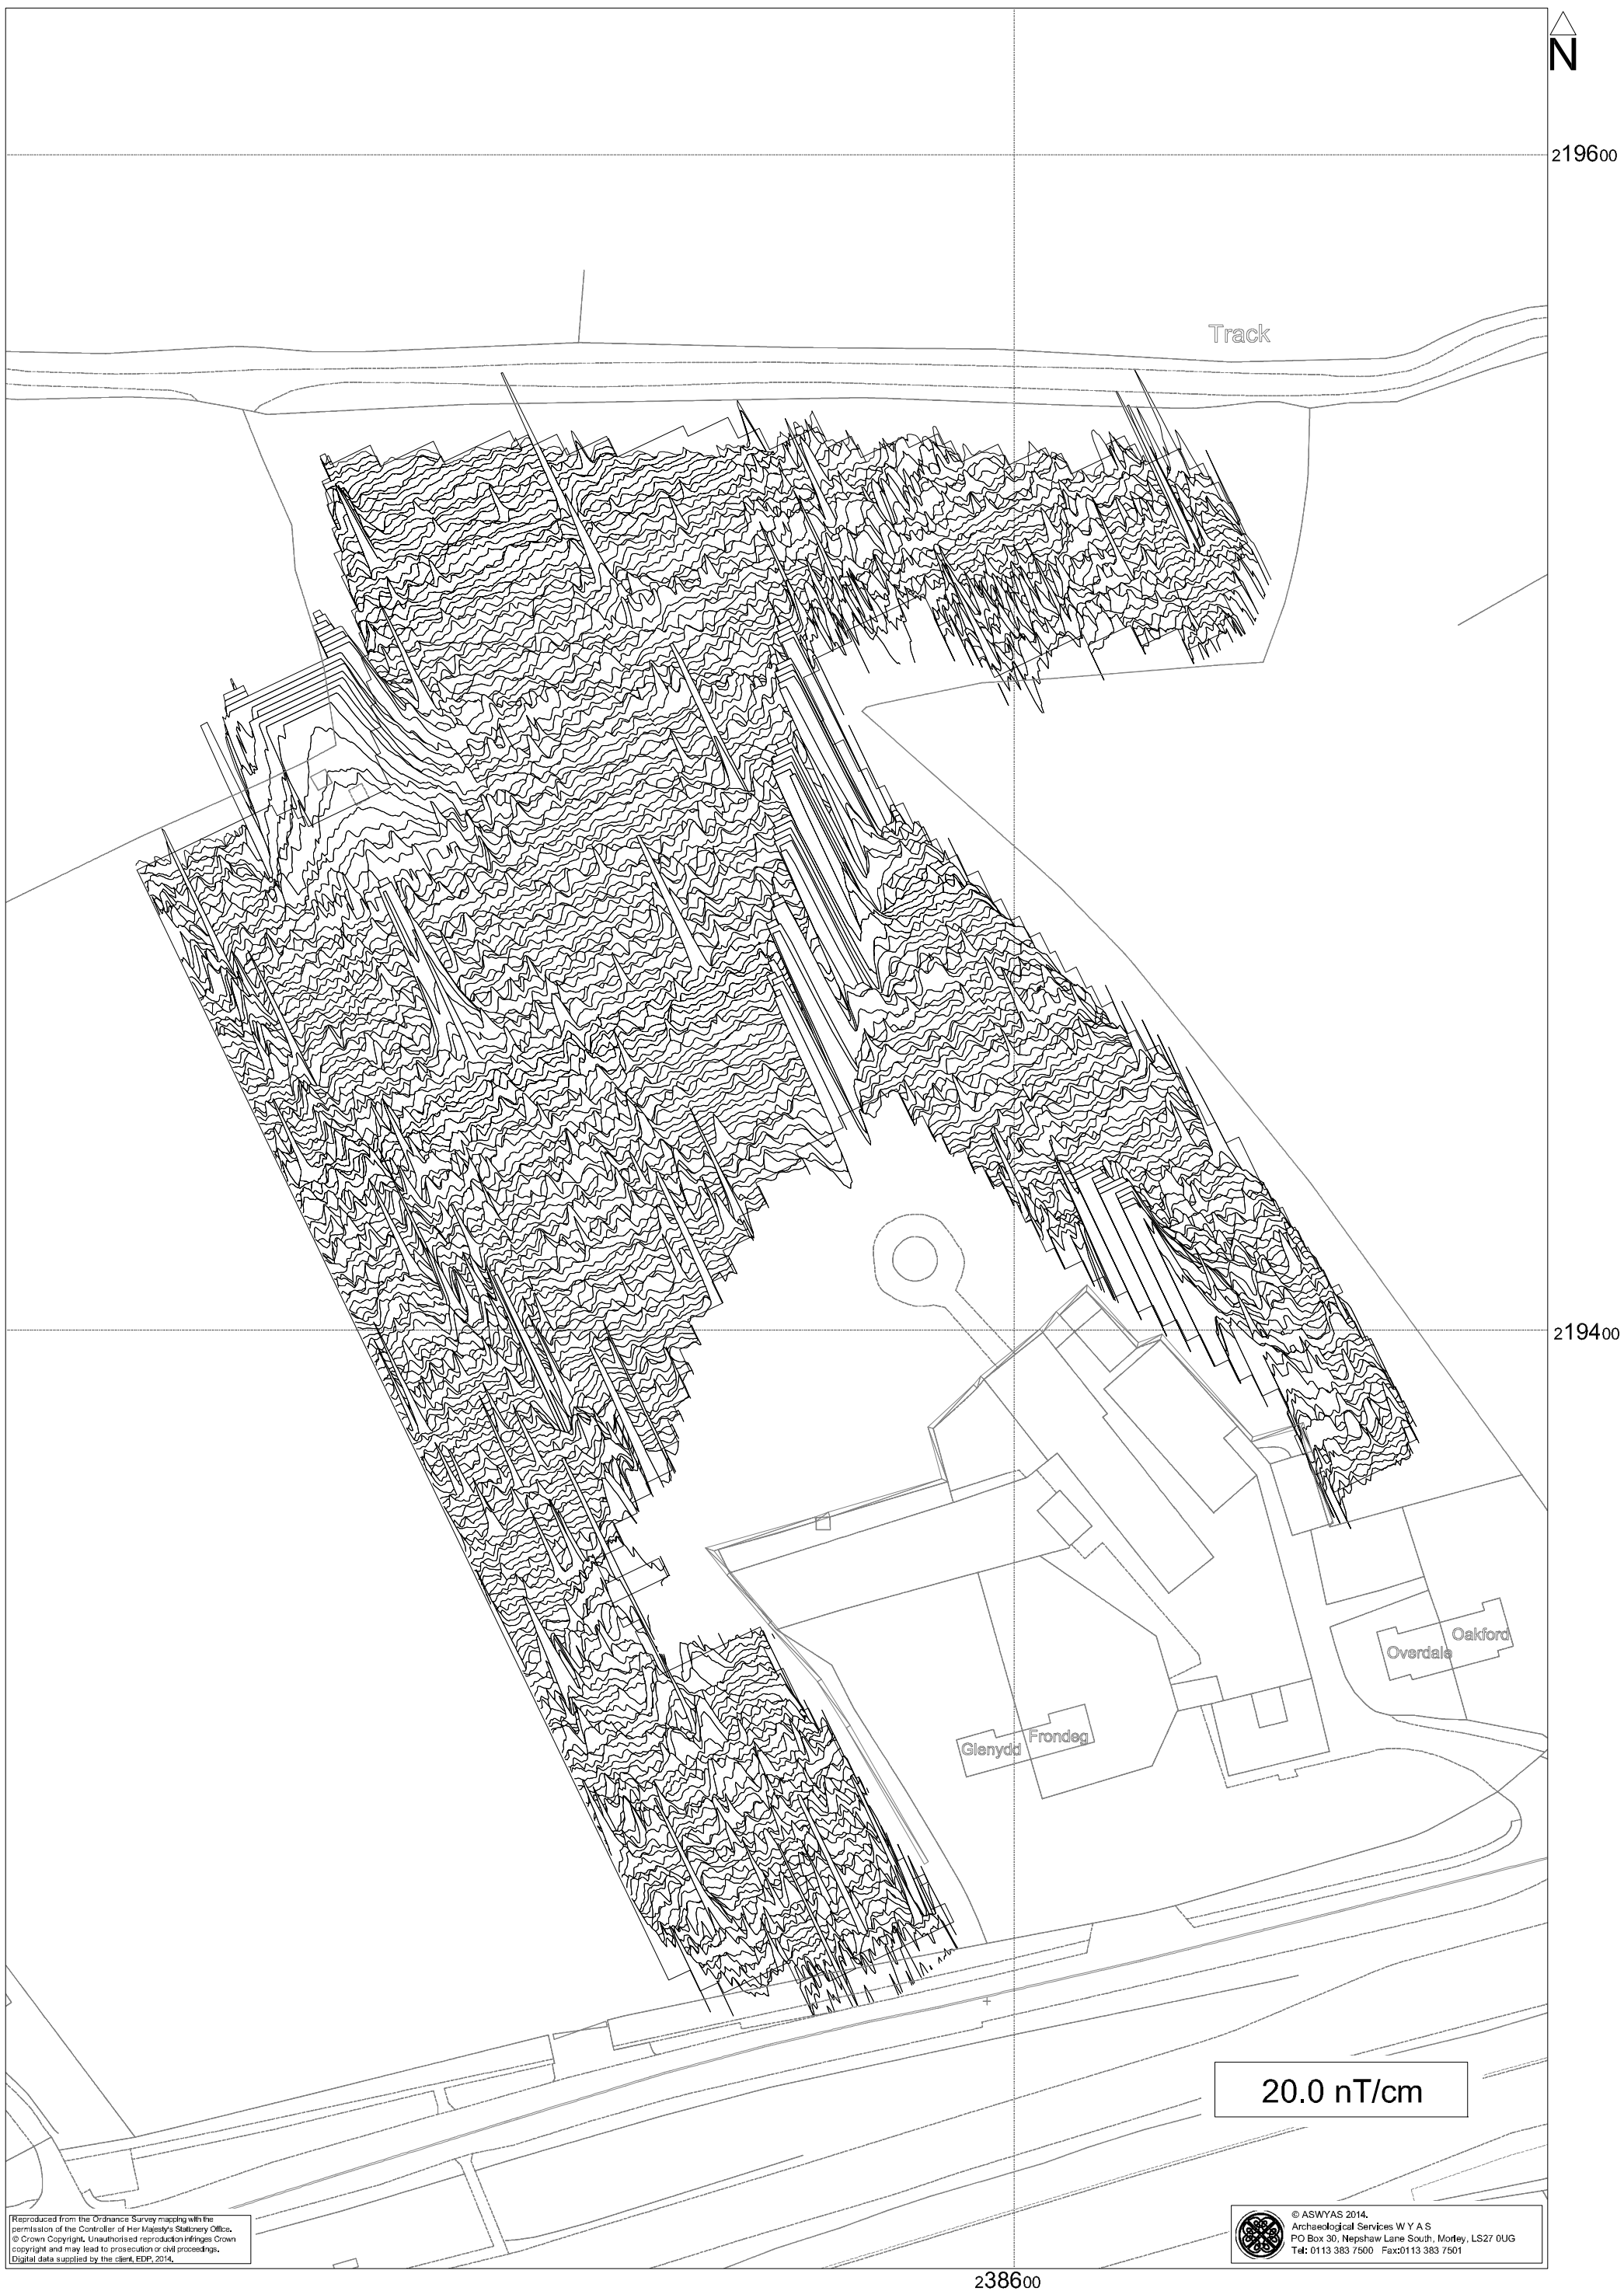 N
219600
Track
219400
Oakford
Overdale
Frondeg
Glenydd
20.0 nT/cm
Reproduced from the Ordnance Survey mapping with the
permission of the Controller of Her Majesty's Stationery Office.
© Crown Copyright. Unauthorised reproduction infringes Crown
copyright and may lead to prosecution or civil proceedings.
Digital data supplied by the client, EDP, 2014.
© ASWYAS 2014.
Archaeological Services W Y A S
PO Box 30, Nepshaw Lane South, Morley, LS27 0UG
Tel: 0113 383 7500 Fax:0113 383 7501
238600